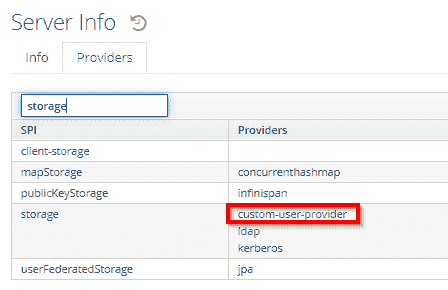 Server Info
Info Providers
storage
SPI Providers
client-storage
mapStorage concurrenthashmap
publicKeyStorage infinispan
storage custom-user-provider
ldap
kerberos
userFederatedStorage jpa